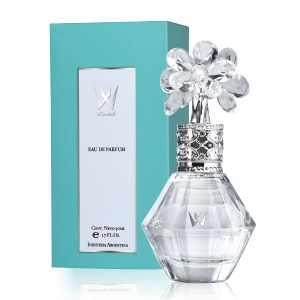 W
EAU DE PARFUM
Cont. Neto 50ml
e 1.7 Fl.Oz.
Industria Argentina
W